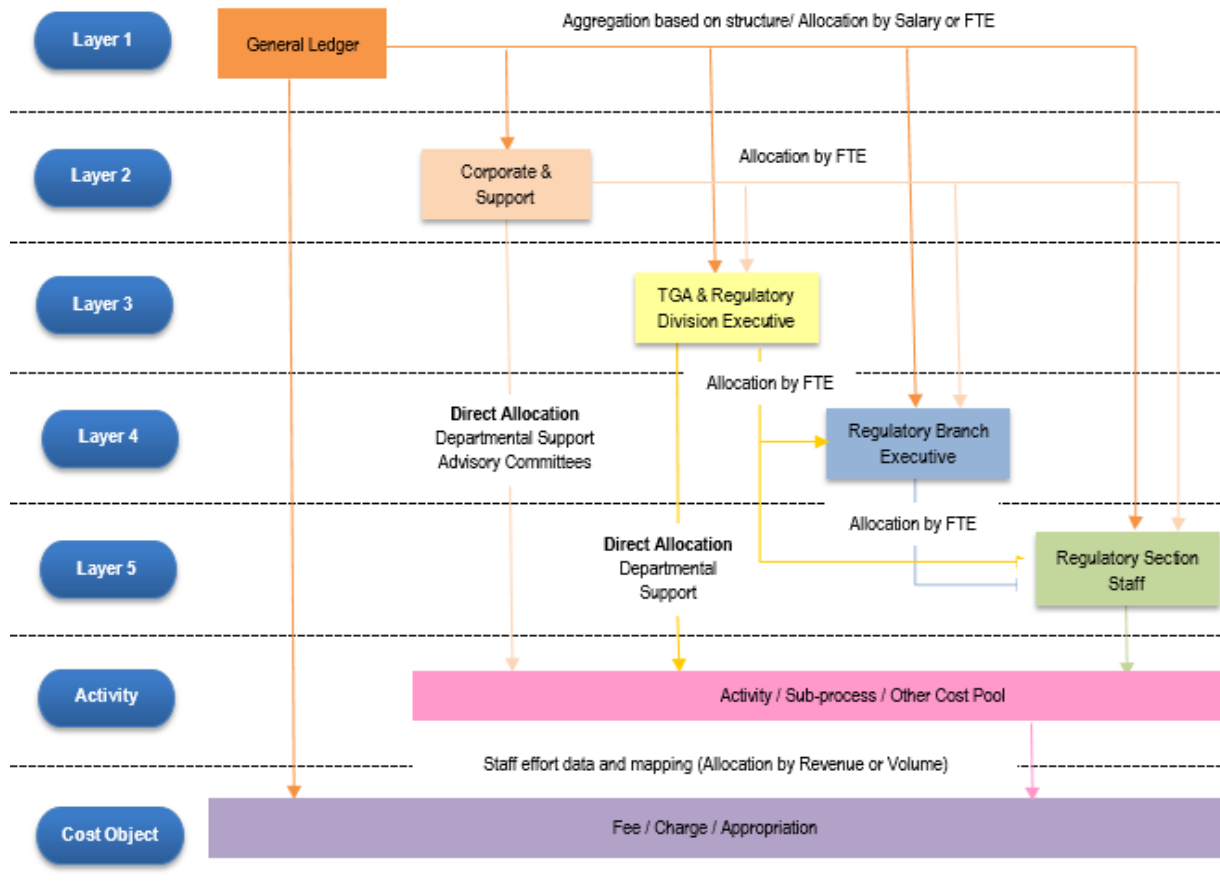 Aggregation based on structure/ Allocation by Salary or FTE
Layer 1
General Ledger
Layer 2
Corporate &
Support
Allocation by FTE
Layer 3
TGA & Regulatory
Division Executive
Allocation by FTE
Layer 4
Direct Allocation
Departmental Support
Advisory Committees
Regulatory Branch
Executive
Allocation by FTE
Layer 5
Direct Allocation
Departmental
Support
Regulatory Section
Staff
Activity
Activity / Sub-process / Other Cost Pool
Staff effort data and mapping (Allocation by Revenue or Volume)
Cost Object
Fee / Charge / Appropriation